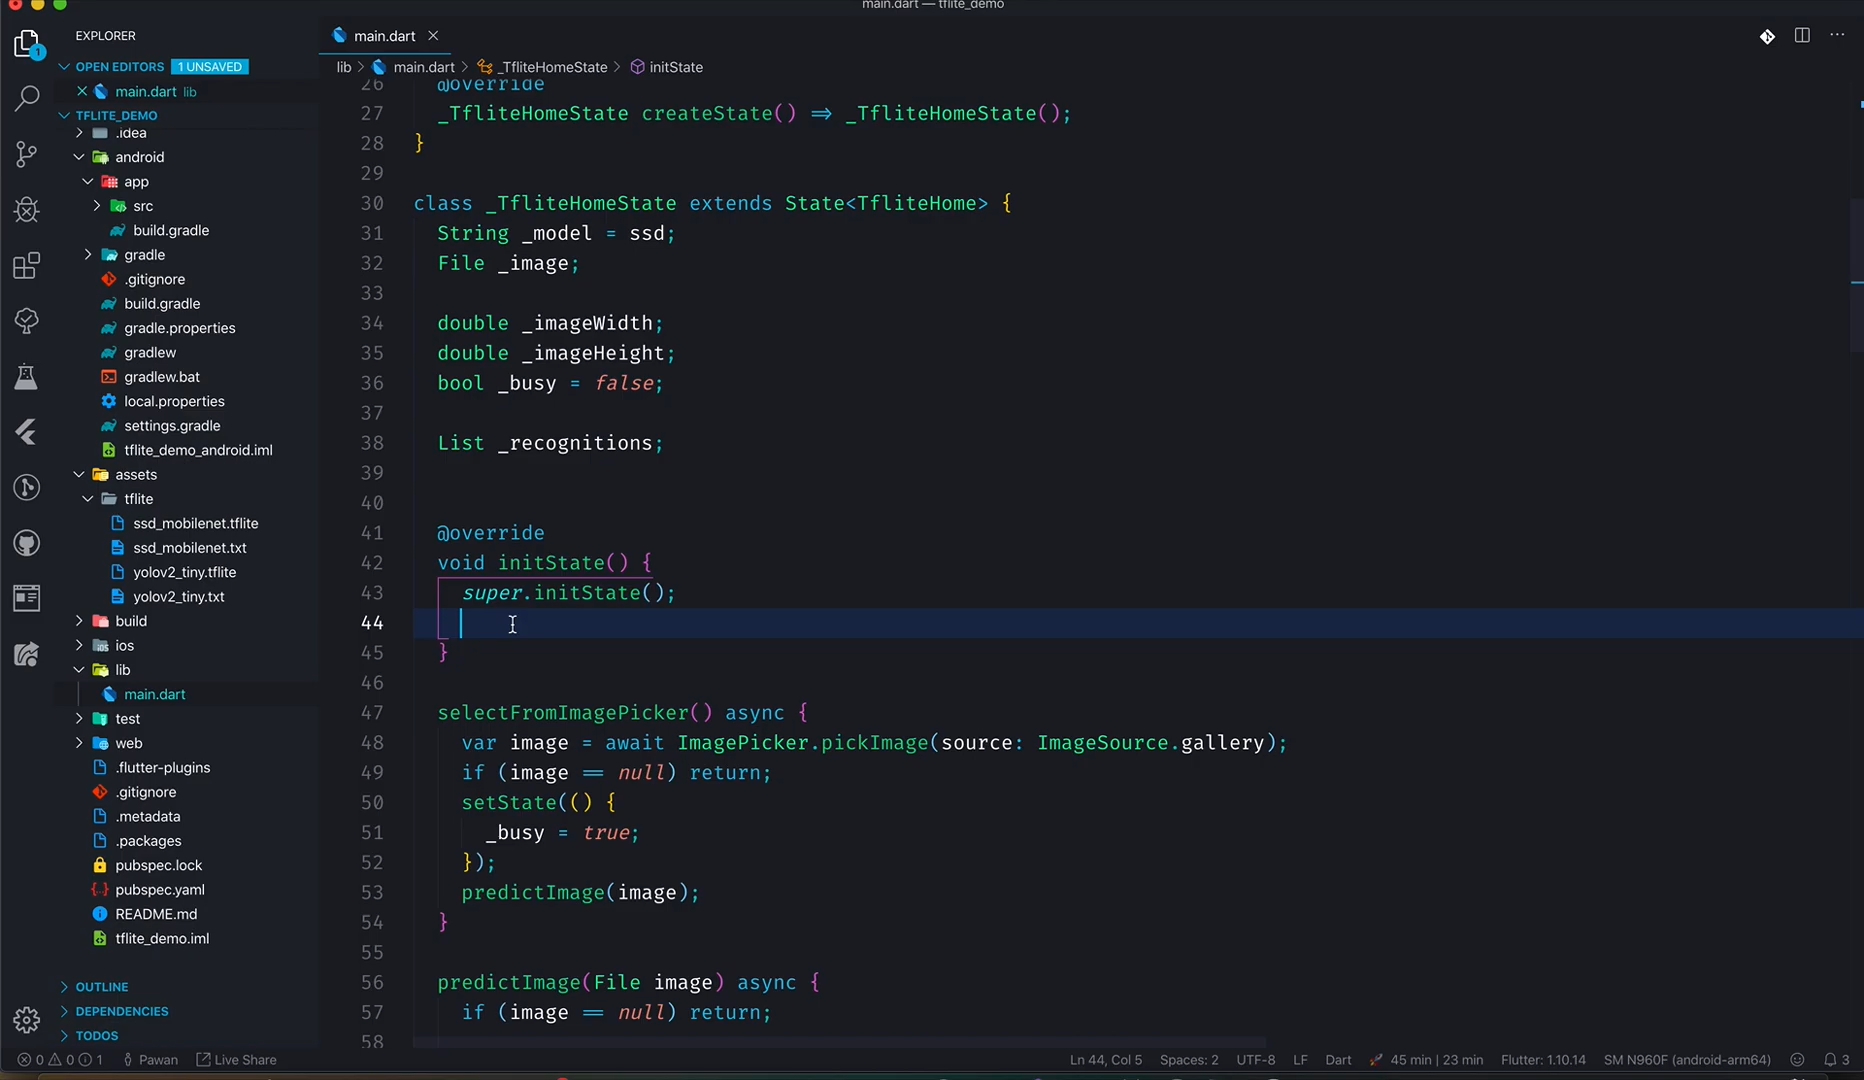 main.dart — tflite_demo
EXPLORER
OPEN EDITORS 1 UNSAVED
main.dart lib
TFLITE_DEMO
.idea
android
app
src
build.gradle
gradle
.gitignore
build.gradle
gradle.properties
gradlew
gradlew.bat
local.properties
settings.gradle
tflite_demo_android.iml
assets
tflite
ssd_mobilenet.tflite
ssd_mobilenet.txt
yolov2_tiny.tflite
yolov2_tiny.txt
build
ios
lib
main.dart
test
web
.flutter-plugins
.gitignore
.metadata
.packages
pubspec.lock
pubspec.yaml
README.md
tflite_demo.iml
OUTLINE
DEPENDENCIES
TODOS
1
main.dart
lib > main.dart > _TfliteHomeState > initState
26 @override
27 _TfliteHomeState createState() => _TfliteHomeState();
28 }
29
30 class _TfliteHomeState extends State<TfliteHome> {
31 String _model = ssd;
32 File _image;
33
34 double _imageWidth;
35 double _imageHeight;
36 bool _busy = false;
37
38 List _recognitions;
39
40
41 @override
42 void initState() {
43 super.initState();
44
45 }
46
47 selectFromImagePicker() async {
48 var image = await ImagePicker.pickImage(source: ImageSource.gallery);
49 if (image == null) return;
50 setState(() {
51 _busy = true;
52 });
53 predictImage(image);
54 }
55
56 predictImage(File image) async {
57 if (image == null) return;
58
0 0 1 Pawan Live Share Ln 44, Col 5 Spaces: 2 UTF-8 LF Dart 45 min | 23 min Flutter: 1.10.14 SM N960F (android-arm64) 3